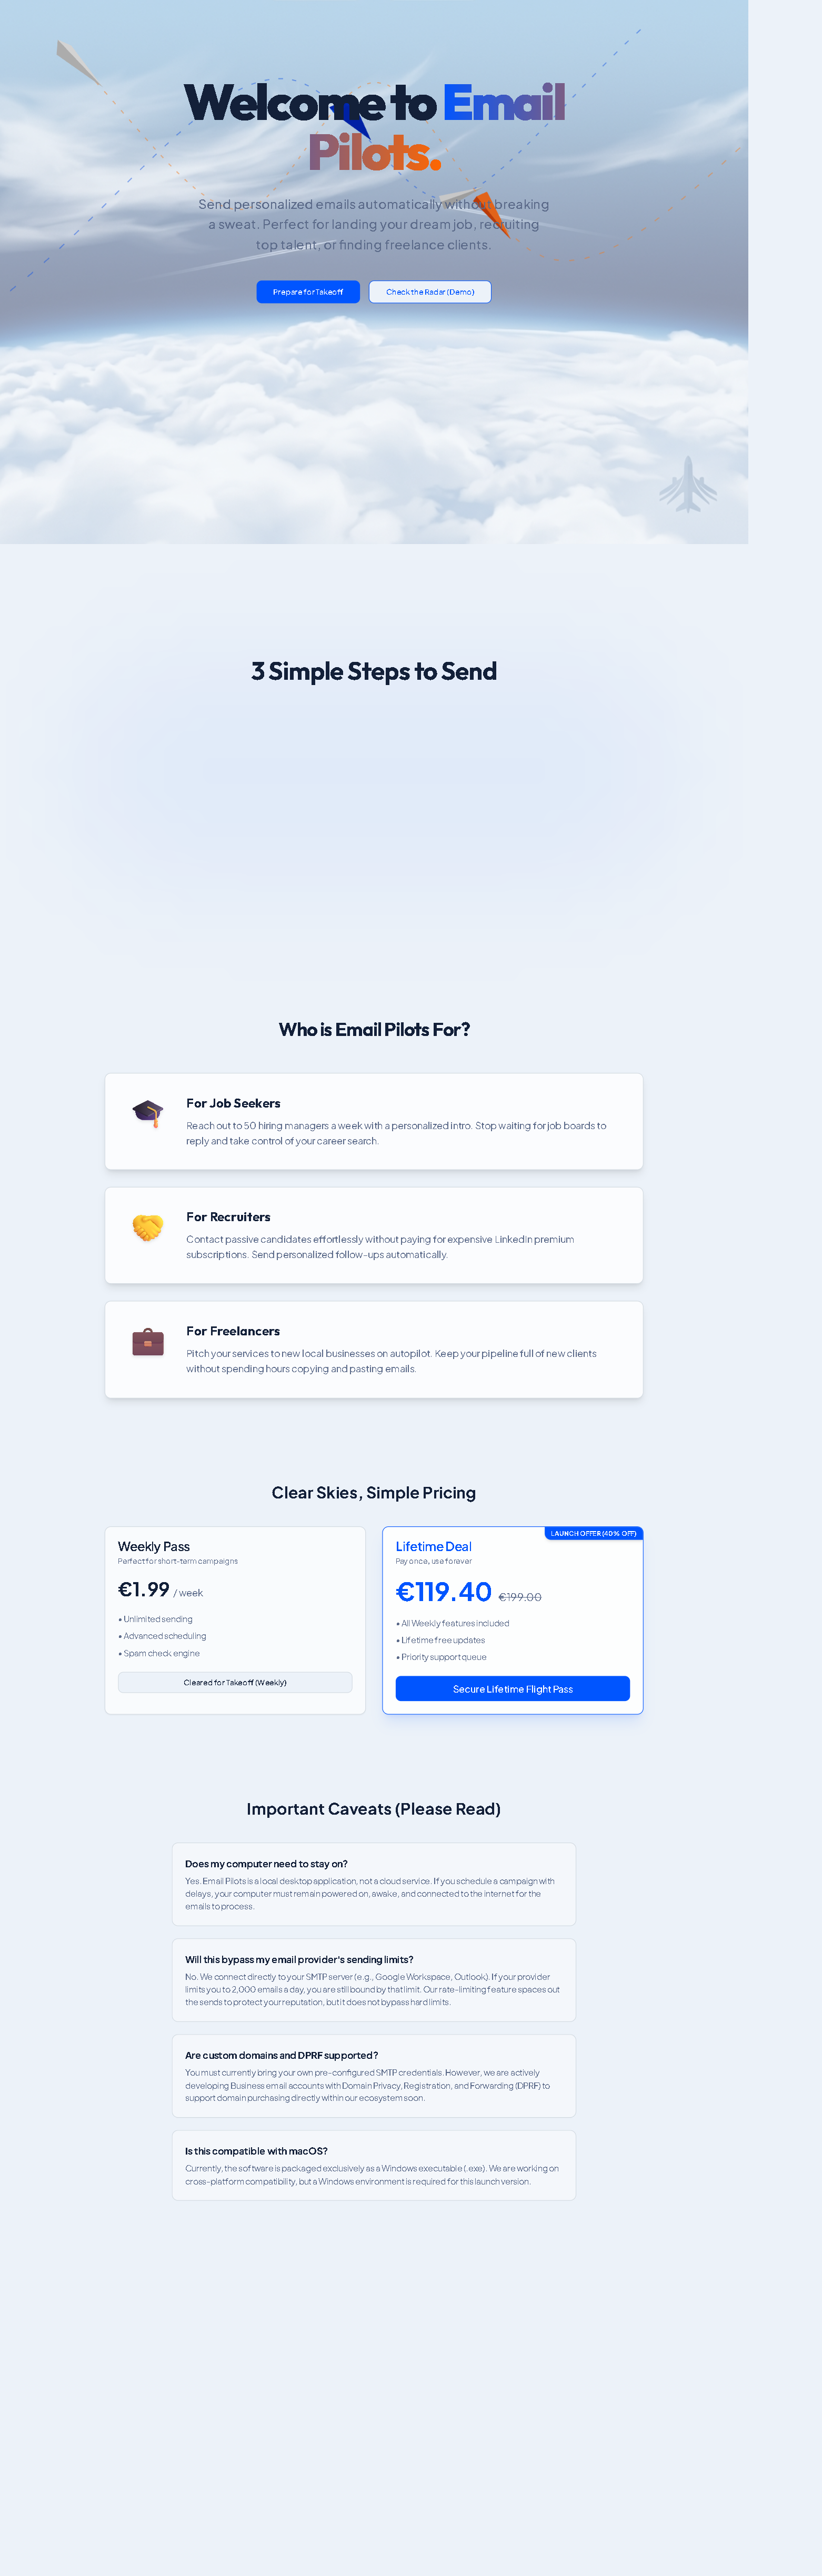 Welcome to Email
Pilots.
Send personalized emails automatically without breaking
a sweat. Perfect for landing your dream job, recruiting
top talent, or finding freelance clients.
Prepare for Takeoff
Check the Radar (Demo)
3 Simple Steps to Send
Who is Email Pilots For?
For Job Seekers
Reach out to 50 hiring managers a week with a personalized intro. Stop waiting for job boards to
reply and take control of your career search.
For Recruiters
Contact passive candidates effortlessly without paying for expensive LinkedIn premium
subscriptions. Send personalized follow-ups automatically.
For Freelancers
Pitch your services to new local businesses on autopilot. Keep your pipeline full of new clients
without spending hours copying and pasting emails.
Clear Skies, Simple Pricing
Weekly Pass
Perfect for short-term campaigns
€1.99 / week
• Unlimited sending
• Advanced scheduling
• Spam check engine
Cleared for Takeoff (Weekly)
LAUNCH OFFER (40% OFF)
Lifetime Deal
Pay once, use forever
€119.40 €199.00
• All Weekly features included
• Lifetime free updates
• Priority support queue
Secure Lifetime Flight Pass
Important Caveats (Please Read)
Does my computer need to stay on?
Yes. Email Pilots is a local desktop application, not a cloud service. If you schedule a campaign with
delays, your computer must remain powered on, awake, and connected to the internet for the
emails to process.
Will this bypass my email provider's sending limits?
No. We connect directly to your SMTP server (e.g., Google Workspace, Outlook). If your provider
limits you to 2,000 emails a day, you are still bound by that limit. Our rate-limiting feature spaces out
the sends to protect your reputation, but it does not bypass hard limits.
Are custom domains and DPRF supported?
You must currently bring your own pre-configured SMTP credentials. However, we are actively
developing Business email accounts with Domain Privacy, Registration, and Forwarding (DPRF) to
support domain purchasing directly within our ecosystem soon.
Is this compatible with macOS?
Currently, the software is packaged exclusively as a Windows executable (.exe). We are working on
cross-platform compatibility, but a Windows environment is required for this launch version.